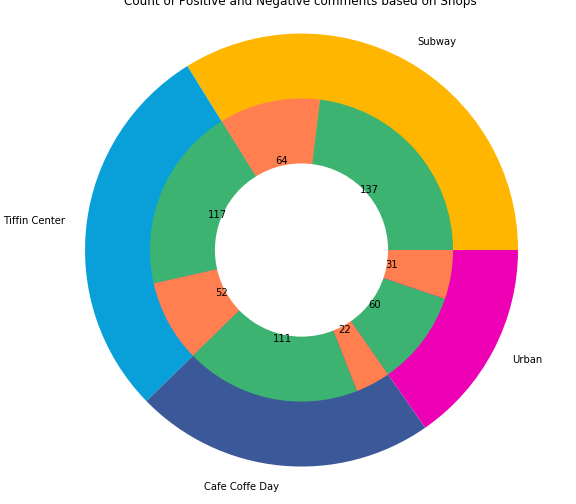 Count of Positive and Negative comments based on Shops
Subway
64
137
Tiffin Center
117
31
52
60
22
111
Urban
Cafe Coffe Day